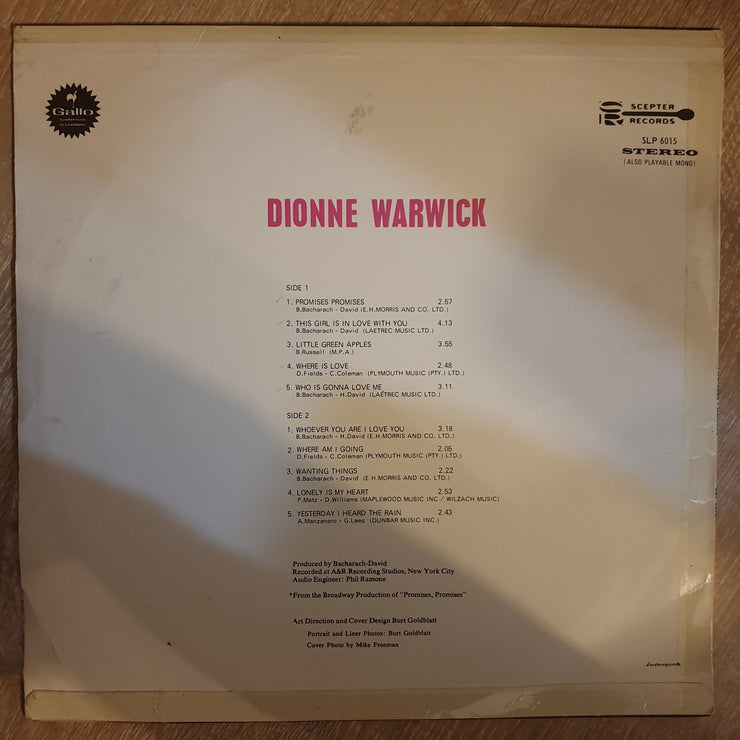 Gallo
SCEPTER
RECORDS
SLP 6015
STEREO
(ALSO PLAYABLE MONO)
DIONNE WARWICK
SIDE 1
1. PROMISES PROMISES 2.57
B.Bacharach - David (E.H.MORRIS AND CO. LTD.)
2. THIS GIRL IS IN LOVE WITH YOU 4.13
B.Bacharach - David (LAETREC MUSIC LTD.)
3. LITTLE GREEN APPLES 3.55
B.Russell (M.P.A.)
4. WHERE IS LOVE 2.48
D.Fields - C.Coleman (PLYMOUTH MUSIC (PTY.) LTD.)
5. WHO IS GONNA LOVE ME 3.11
B.Bacharach - H.David (LAÉTREC MUSIC LTD.)
SIDE 2
1. WHOEVER YOU ARE I LOVE YOU 3.18
B.Bacharach - H.David (E.H.MORRIS AND CO. LTD.)
2. WHERE AM I GOING 2.05
D.Fields - C.Coleman (PLYMOUTH MUSIC (PTY.) LTD.)
3. WANTING THINGS 2.22
B.Bacharach - David (E.H.MORRIS AND CO. LTD.)
4. LONELY IS MY HEART 2.53
P.Matz - D.Williams (MAPLEWOOD MUSIC INC / WILZACH MUSIC)
5. YESTERDAY I HEARD THE RAIN 2.43
A.Manzanero - G.Lees (DUNBAR MUSIC INC.)
Produced by Bacharach-David
Recorded at A&R Recording Studios, New York City
Audio Engineer: Phil Ramone
*From the Broadway Production of "Promises, Promises"
Art Direction and Cover Design Burt Goldblatt
Portrait and Liner Photos: Burt Goldblatt
Cover Photo by Mike Freeman
interpak